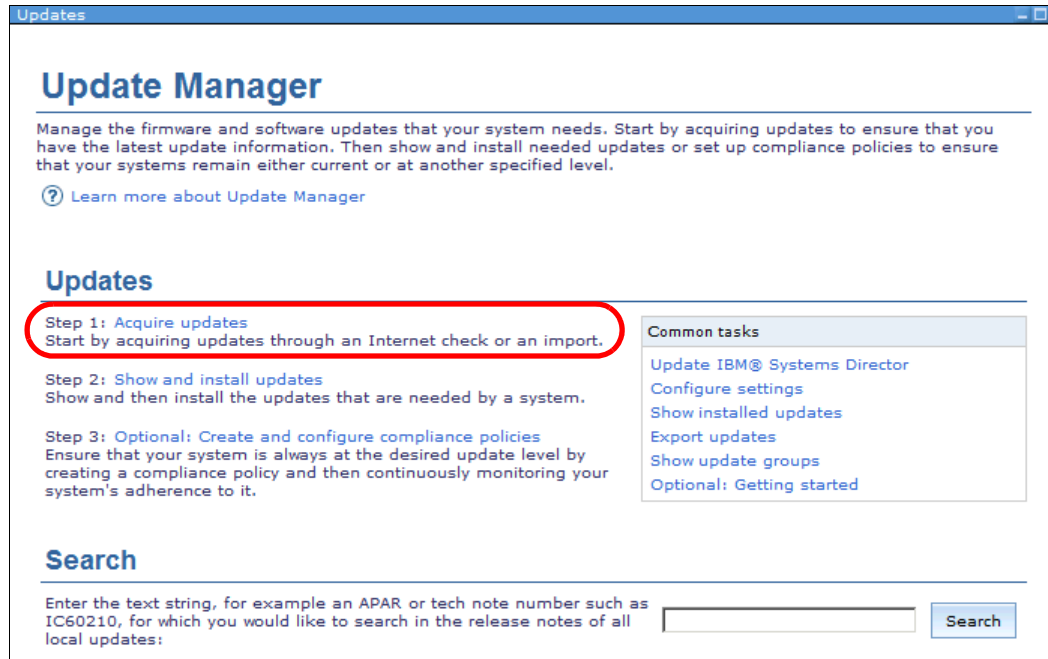 Updates
Update Manager
Manage the firmware and software updates that your system needs. Start by acquiring updates to ensure that you
have the latest update information. Then show and install needed updates or set up compliance policies to ensure
that your systems remain either current or at another specified level.
? Learn more about Update Manager
Updates
Step 1: Acquire updates
Start by acquiring updates through an Internet check or an import.
Step 2: Show and install updates
Show and then install the updates that are needed by a system.
Step 3: Optional: Create and configure compliance policies
Ensure that your system is always at the desired update level by
creating a compliance policy and then continuously monitoring your
system's adherence to it.
Common tasks
Update IBM® Systems Director
Configure settings
Show installed updates
Export updates
Show update groups
Optional: Getting started
Search
Enter the text string, for example an APAR or tech note number such as
IC60210, for which you would like to search in the release notes of all
local updates:
Search